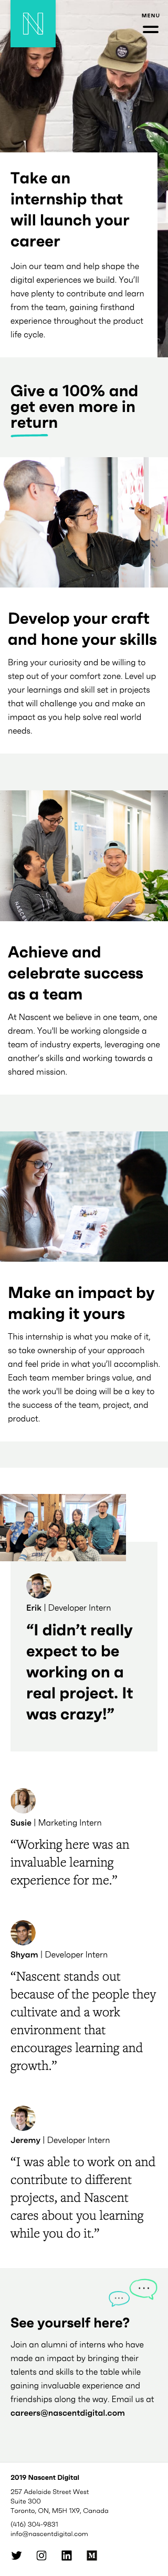 MENU
Take an
internship that
will launch your
career
Join our team and help shape the
digital experiences we build. You'll
have plenty to contribute and learn
from the team, gaining firsthand
experience throughout the product
life cycle.
Give a 100% and
get even more in
return
Develop your craft
and hone your skills
Bring your curiosity and be willing to
step out of your comfort zone. Level up
your learnings and skill set in projects
that will challenge you and make an
impact as you help solve real world
needs.
Achieve and
celebrate success
as a team
At Nascent we believe in one team, one
dream. You'll be working alongside a
team of industry experts, leveraging one
another's skills and working towards a
shared mission.
Make an impact by
making it yours
This internship is what you make of it,
so take ownership of your approach
and feel pride in what you'll accomplish.
Each team member brings value, and
the work you'll be doing will be a key to
the success of the team, project, and
product.
Erik | Developer Intern
“I didn’t really
expect to be
working on a
real project. It
was crazy!”
Susie | Marketing Intern
“Working here was an
invaluable learning
experience for me.”
Shyam | Developer Intern
“Nascent stands out
because of the people they
cultivate and a work
environment that
encourages learning and
growth.”
Jeremy | Developer Intern
“I was able to work on and
contribute to different
projects, and Nascent
cares about you learning
while you do it.”
See yourself here?
Join an alumni of interns who have
made an impact by bringing their
talents and skills to the table while
gaining invaluable experience and
friendships along the way. Email us at
careers@nascentdigital.com
2019 Nascent Digital
257 Adelaide Street West
Suite 300
Toronto, ON, M5H 1X9, Canada
(416) 304-9831
info@nascentdigital.com